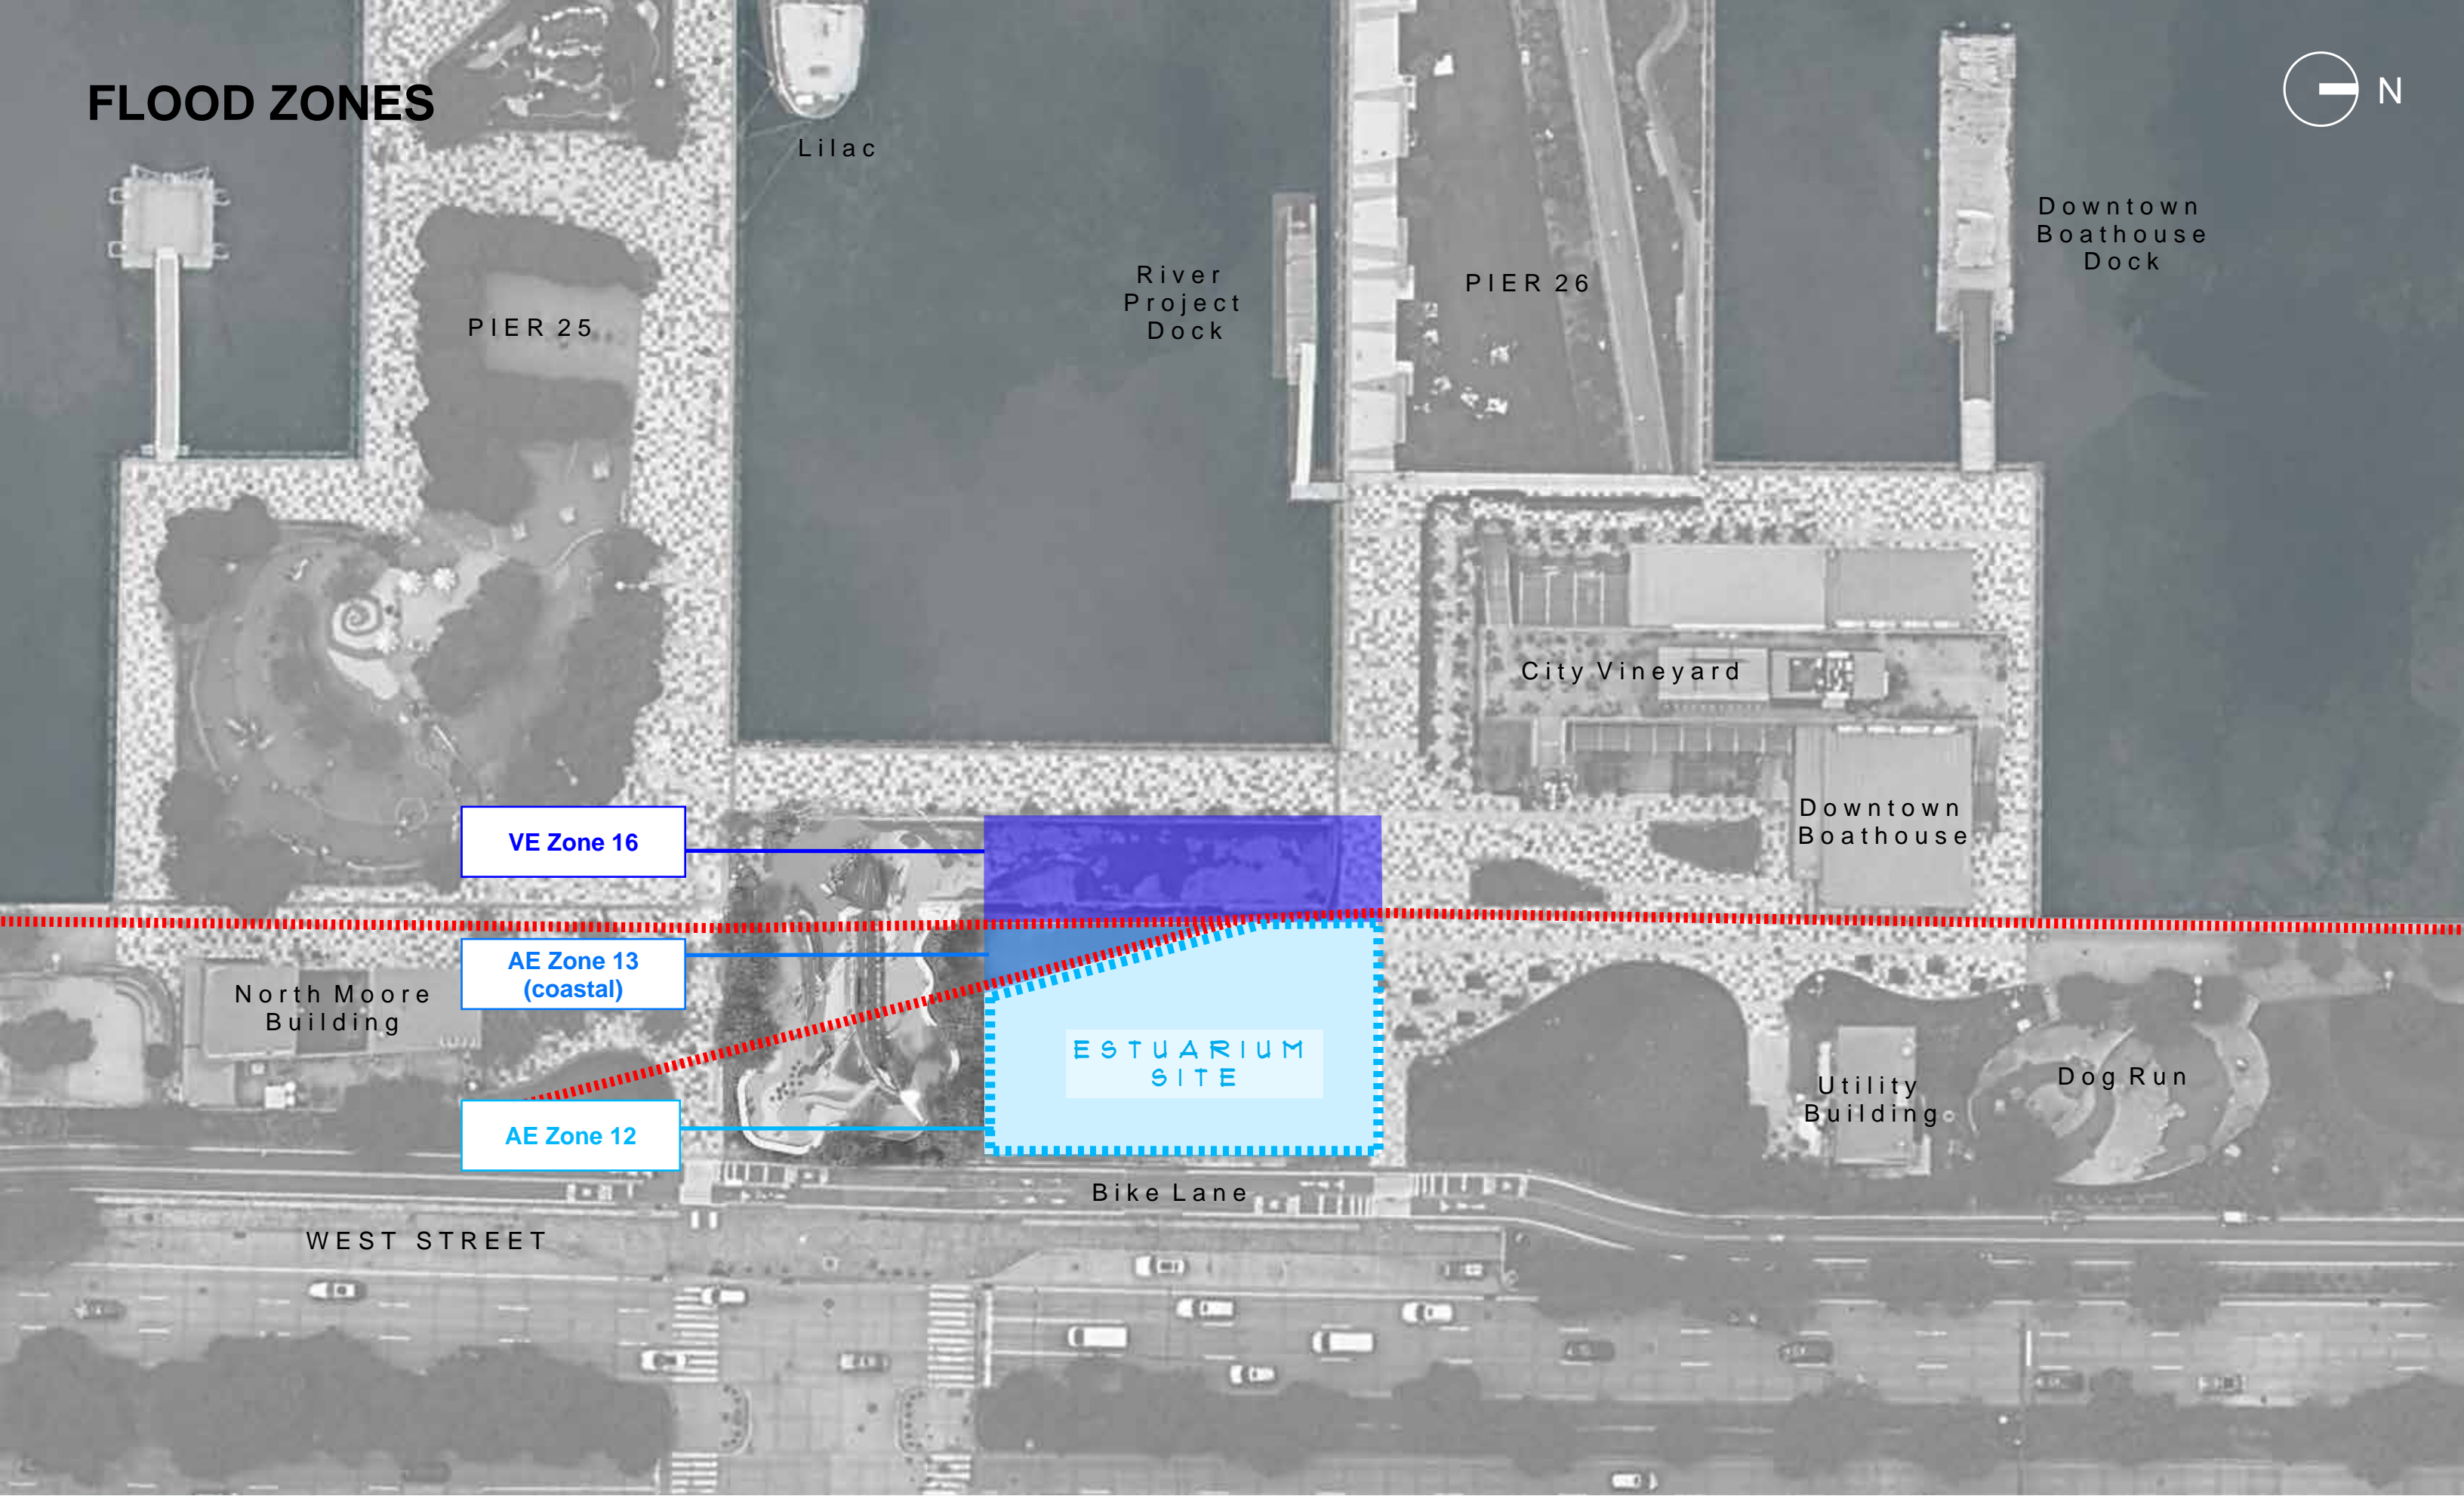 FLOOD ZONES
N
Lilac
Downtown
Boathouse
Dock
River
Project
Dock
PIER 26
PIER 25
City Vineyard
Downtown
Boathouse
VE Zone 16
AE Zone 13
(coastal)
North Moore
Building
ESTUARIUM
SITE
Utility
Building
Dog Run
AE Zone 12
Bike Lane
WEST STREET